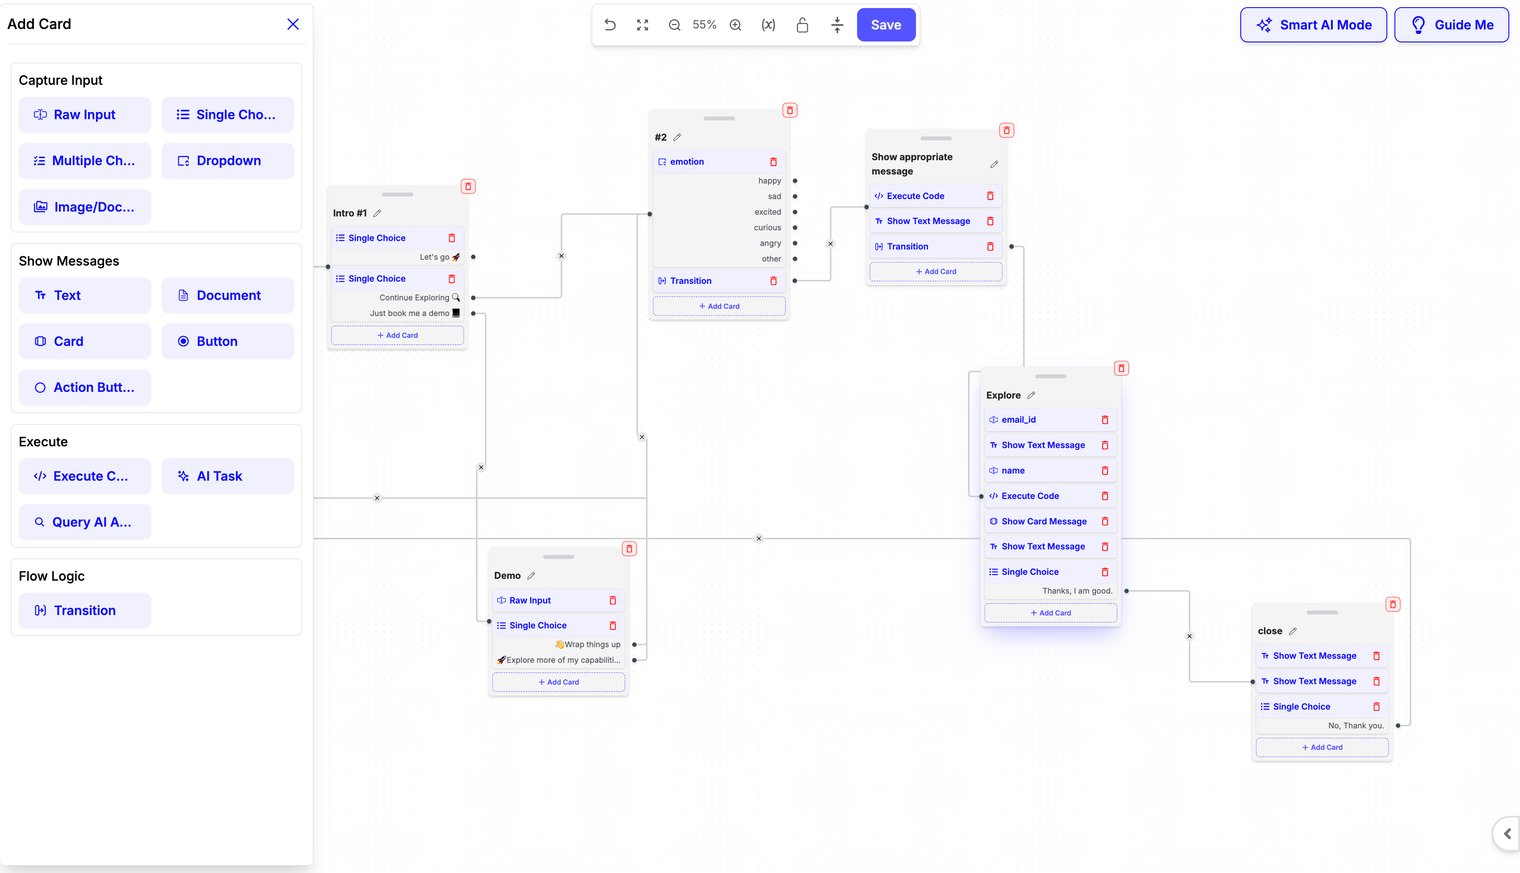 Add Card
Capture Input
Raw Input
Single Cho...
Multiple Ch...
Dropdown
Image/Doc...
Show Messages
Text
Document
Card
Button
Action Butt...
Execute
Execute C...
AI Task
Query AI A...
Flow Logic
Transition
55%
(x)
Save
Smart AI Mode
Guide Me
Intro #1
Single Choice
Let's go 🚀
Single Choice
Continue Exploring 🔍
Just book me a demo
+ Add Card
#2
emotion
happy
sad
excited
curious
angry
other
Transition
+ Add Card
Show appropriate
message
Execute Code
Show Text Message
Transition
+ Add Card
Explore
email_id
Show Text Message
name
Execute Code
Show Card Message
Show Text Message
Single Choice
Thanks, I am good.
+ Add Card
Demo
Raw Input
Single Choice
👋Wrap things up
🚀Explore more of my capabiliti...
+ Add Card
close
Show Text Message
Show Text Message
Single Choice
No, Thank you.
+ Add Card